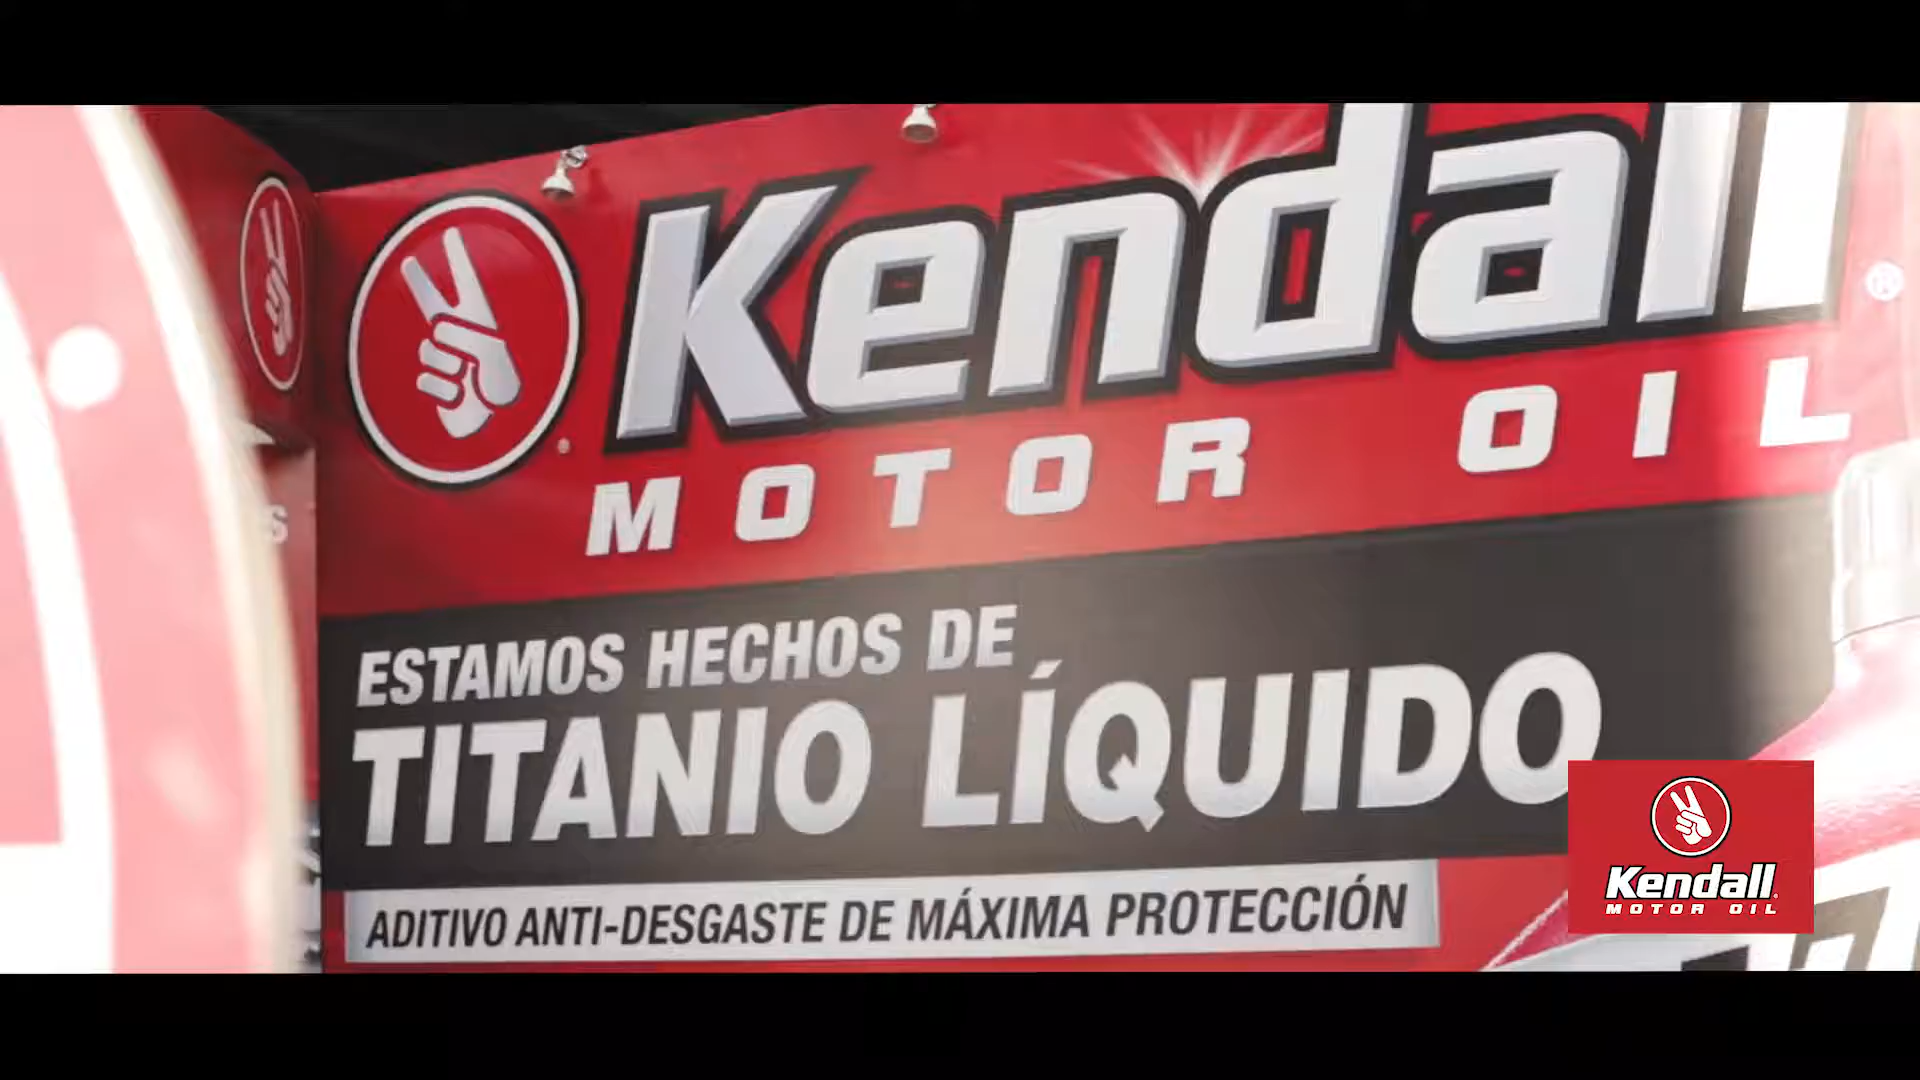 Kendall®
MOTOR OIL
ESTAMOS HECHOS DE
TITANIO LÍQUIDO
ADITIVO ANTI-DESGASTE DE MÁXIMA PROTECCIÓN
Kendall
MOTOR OIL